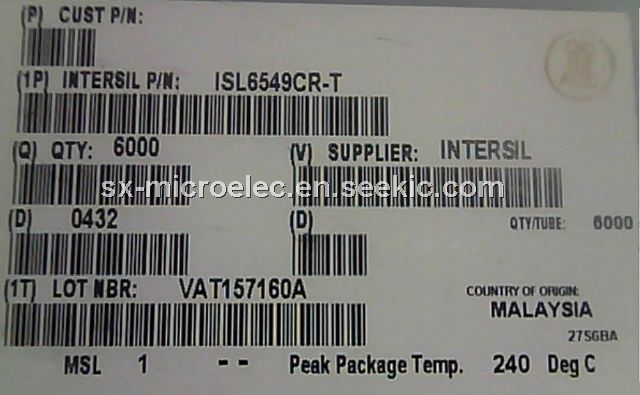 (P) CUST P/N:
(1P) INTERSIL P/N: ISL6549CR-T
(Q) QTY: 6000 (V) SUPPLIER: INTERSIL
sx-microelec.en.seekic.com
(D) 0432 (D) QTY/TUBE: 6000
(1T) LOT NBR: VAT157160A COUNTRY OF ORIGIN:
MALAYSIA
27SGBA
MSL 1 -- Peak Package Temp. 240 Deg C